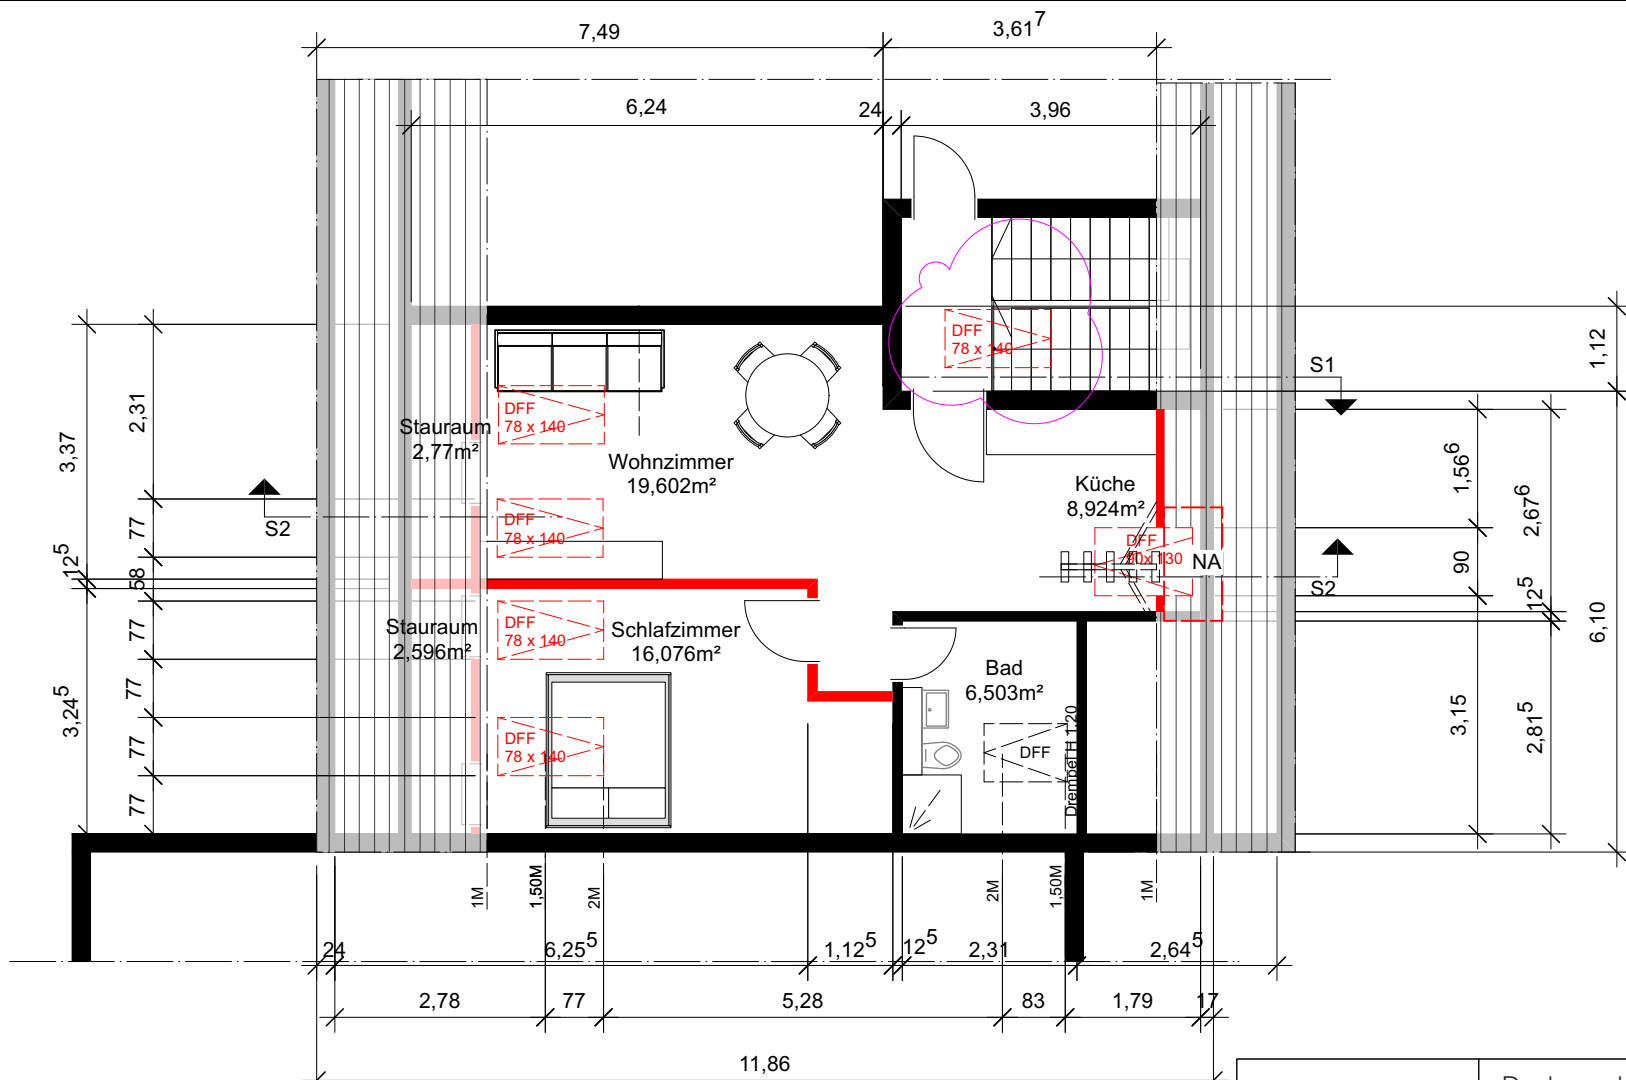 7,49
3,61⁷
6,24
24
3,96
DFF
78 x 140
S1
1,12
2,31
3,37
Stauraum
2,77m²
DFF
78 x 140
Wohnzimmer
19,602m²
Küche
8,924m²
1,56⁶
2,67⁶
S2
77
DFF
78 x 140
DFF
90x 130
NA
90
S2
12⁵
58
12⁵
6,10
77
Stauraum
2,596m²
DFF
78 x 140
Schlafzimmer
16,076m²
Bad
6,503m²
77
3,24⁵
DFF
78 x 140
DFF
Drempel H 1.20
3,15
2,81⁵
77
77
1M
1,50M
2M
2M
1,50M
1M
24
6,25⁵
1,12⁵
12⁵
2,31
2,64⁵
2,78
77
5,28
83
1,79
17
11,86